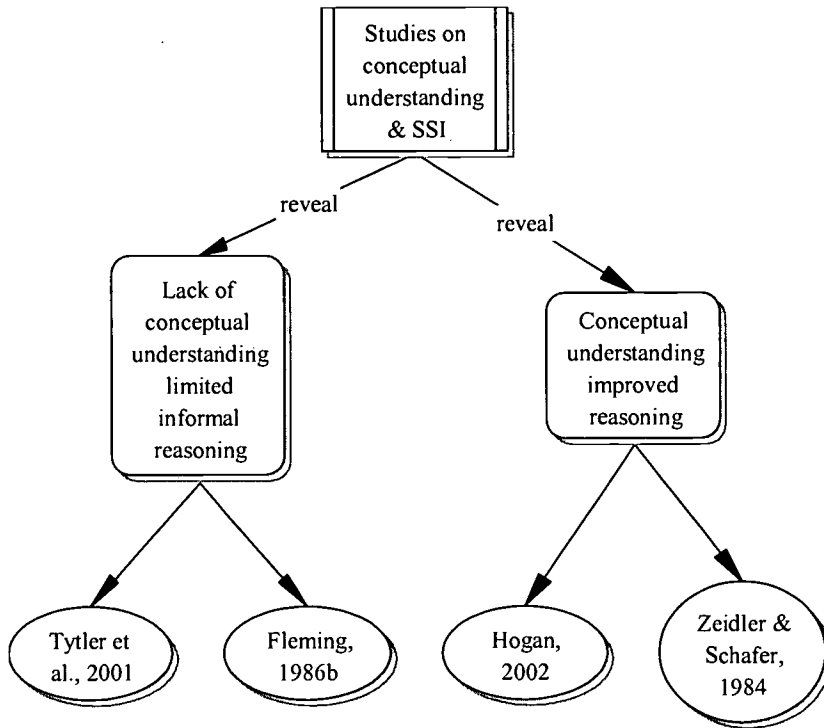 Studies on
conceptual
understanding
& SSI
reveal
reveal
Lack of
conceptual
understanding
limited
informal
reasoning
Conceptual
understanding
improved
reasoning
Tytler et
al., 2001
Fleming,
1986b
Hogan,
2002
Zeidler &
Schafer,
1984